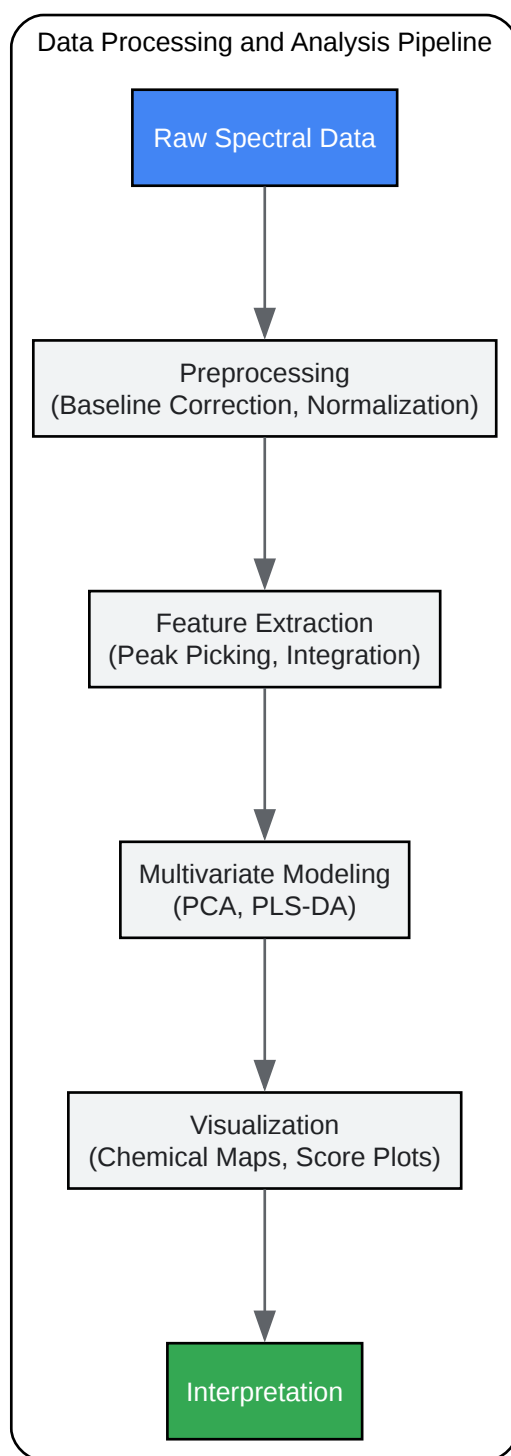 Data Processing and Analysis Pipeline
Raw Spectral Data
Preprocessing
(Baseline Correction, Normalization)
Feature Extraction
(Peak Picking, Integration)
Multivariate Modeling
(PCA, PLS-DA)
Visualization
(Chemical Maps, Score Plots)
Interpretation